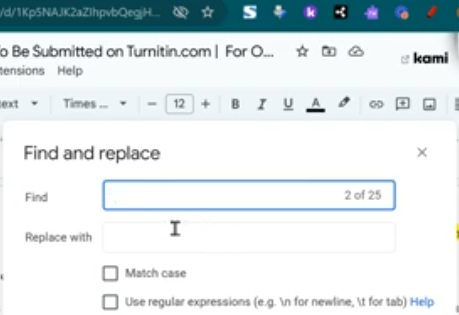 /d/1Kp5NAJK2aZIhpvbQegjH...
o Be Submitted on Turnitin.com | For O...
kami
tensions Help
ext Times ... − 12 + B I U A
Find and replace
Find 2 of 25
Replace with
Match case
Use regular expressions (e.g. \n for newline, \t for tab) Help